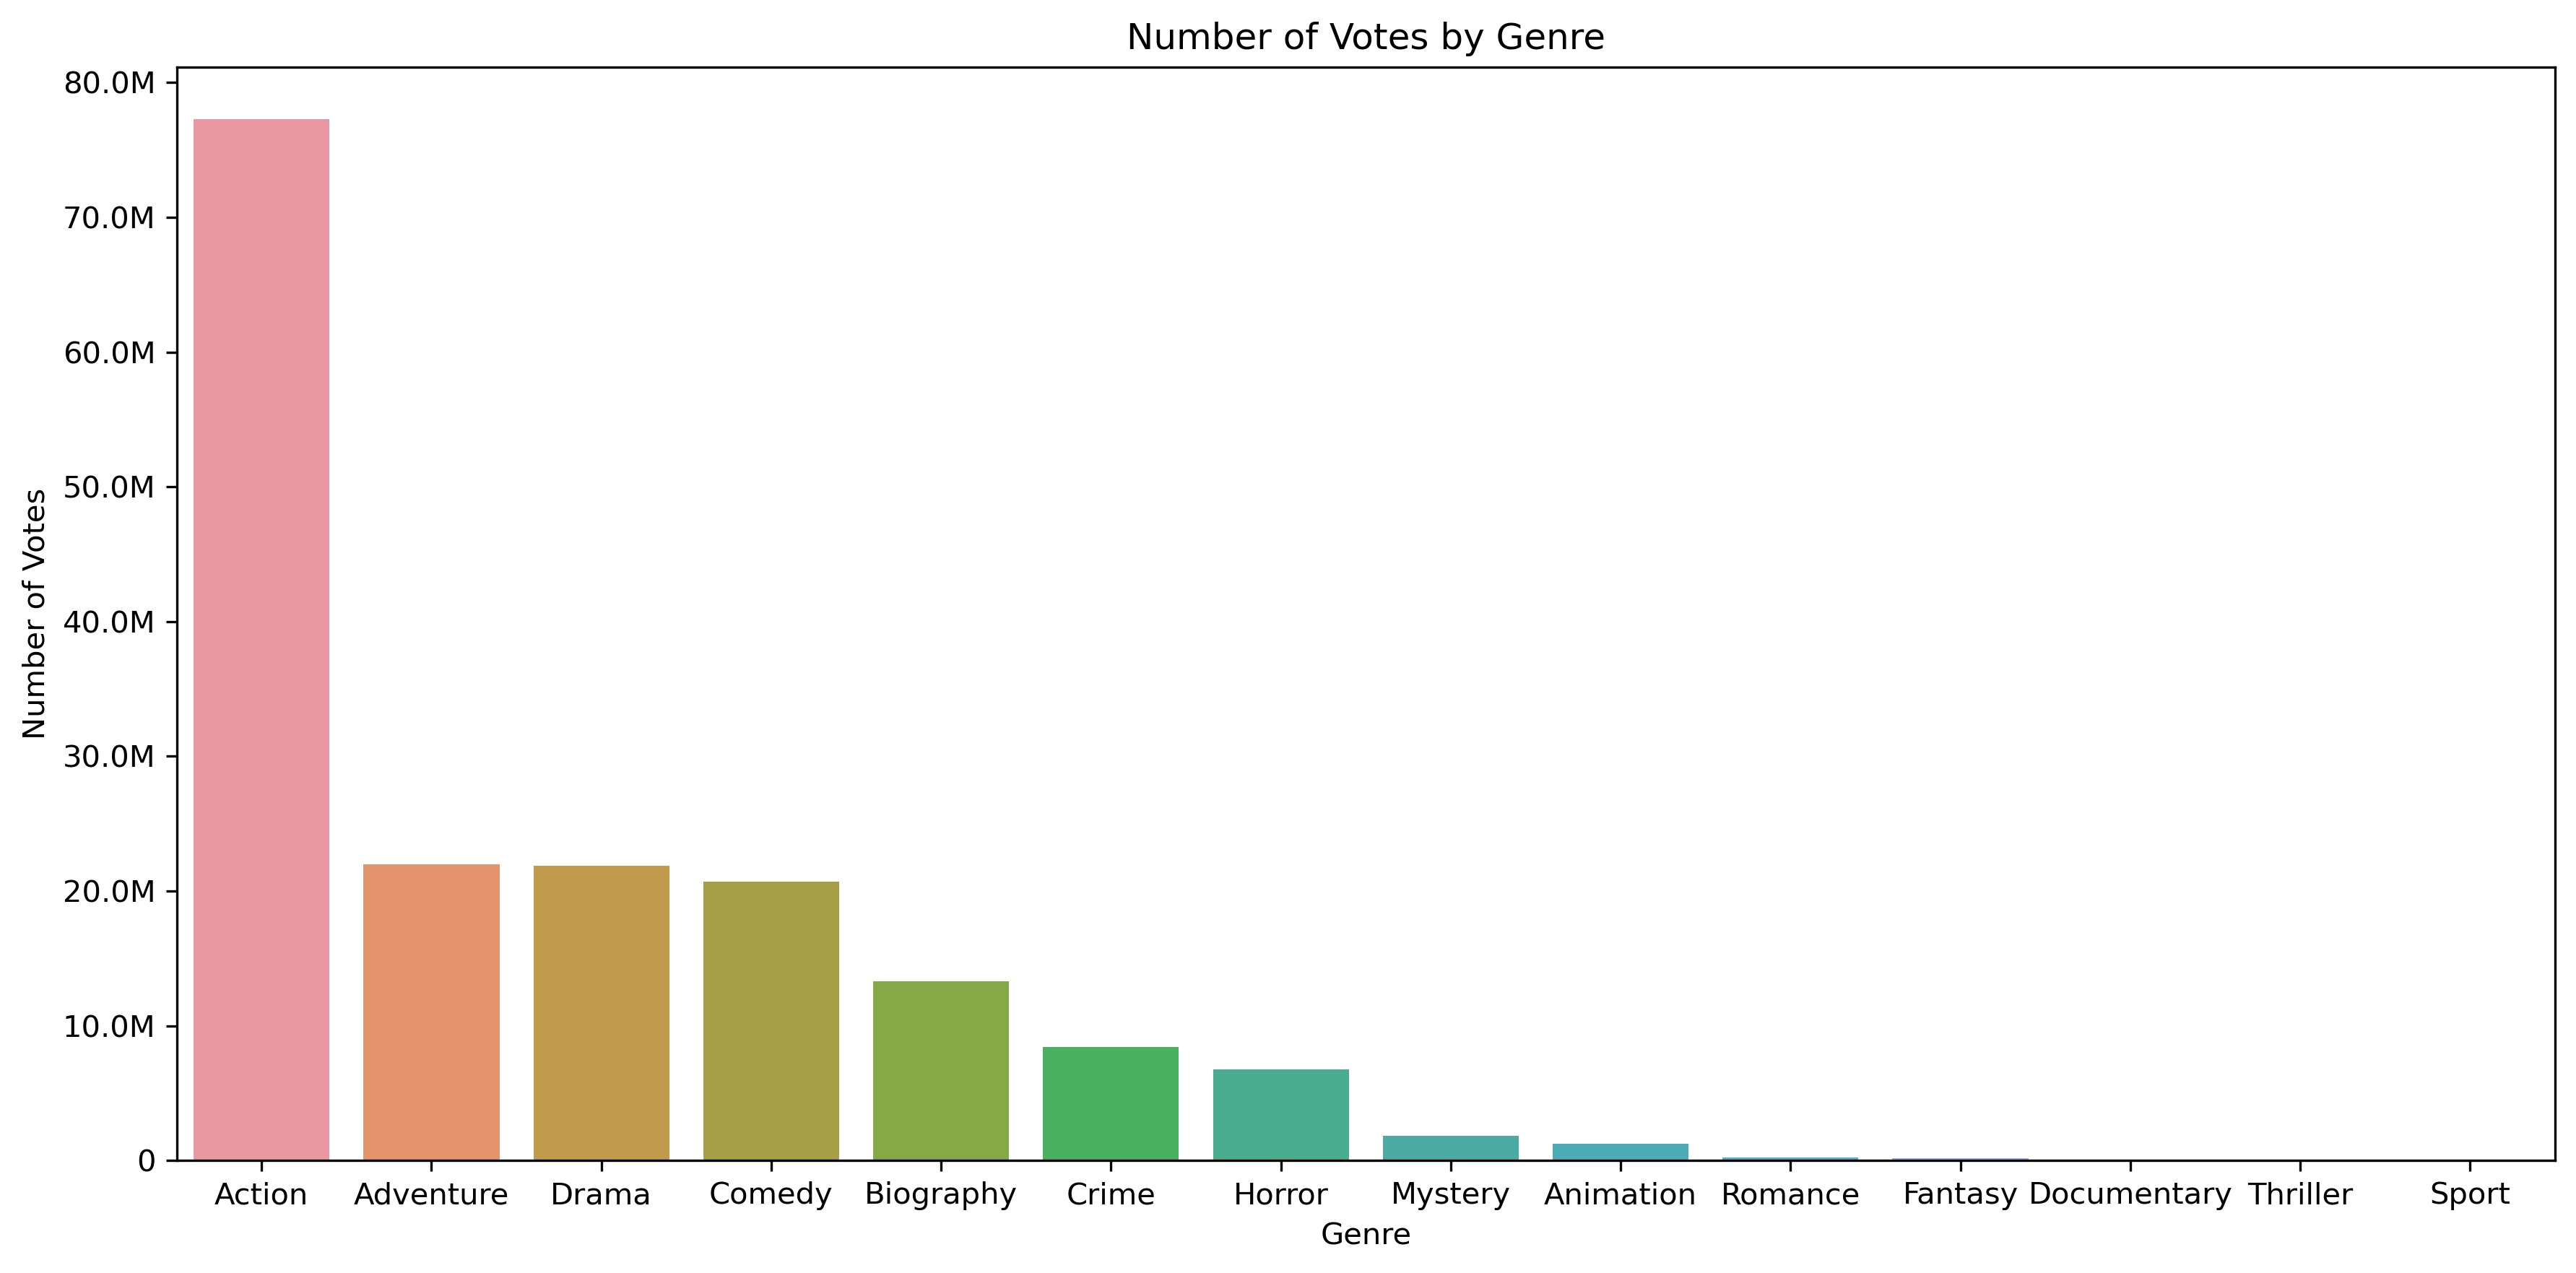 Number of Votes by Genre
Number of Votes
80.0M
70.0M
60.0M
50.0M
40.0M
30.0M
20.0M
10.0M
0
Action Adventure Drama Comedy Biography Crime Horror Mystery Animation Romance Fantasy Documentary Thriller Sport
Genre